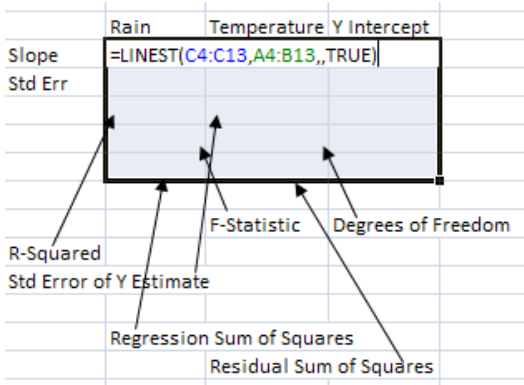 Rain Temperature Y Intercept
Slope =LINEST(C4:C13,A4:B13,,TRUE)
Std Err
F-Statistic Degrees of Freedom
R-Squared
Std Error of Y Estimate
Regression Sum of Squares
Residual Sum of Squares